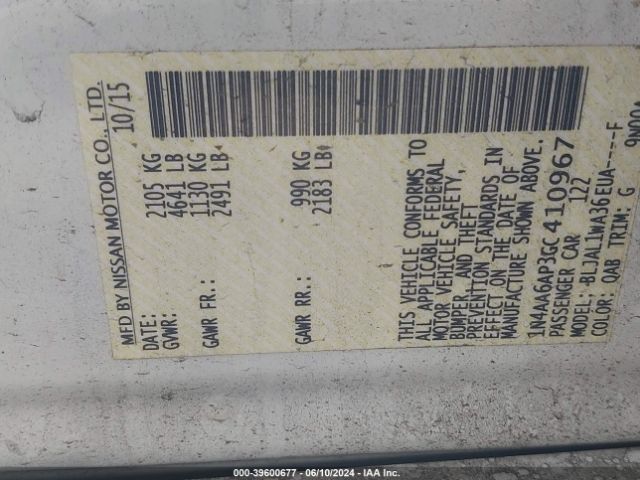 MFD BY NISSAN MOTOR CO., LTD.
DATE: 10/15
GVWR: 2105 KG
4641 LB
GAWR FR.: 1130 KG
2491 LB
GAWR RR.: 990 KG
2183 LB
THIS VEHICLE CONFORMS TO
ALL APPLICABLE FEDERAL
MOTOR VEHICLE SAFETY,
BUMPER, AND THEFT
PREVENTION STANDARDS IN
EFFECT ON THE DATE OF
MANUFACTURE SHOWN ABOVE.
1N4AA6AP3GC410967
PASSENGER CAR 122
MODEL: BLJALLWA36EUA----F
COLOR: QAB TRIM: G 9N00
000-39600677 - 06/10/2024 - IAA Inc.